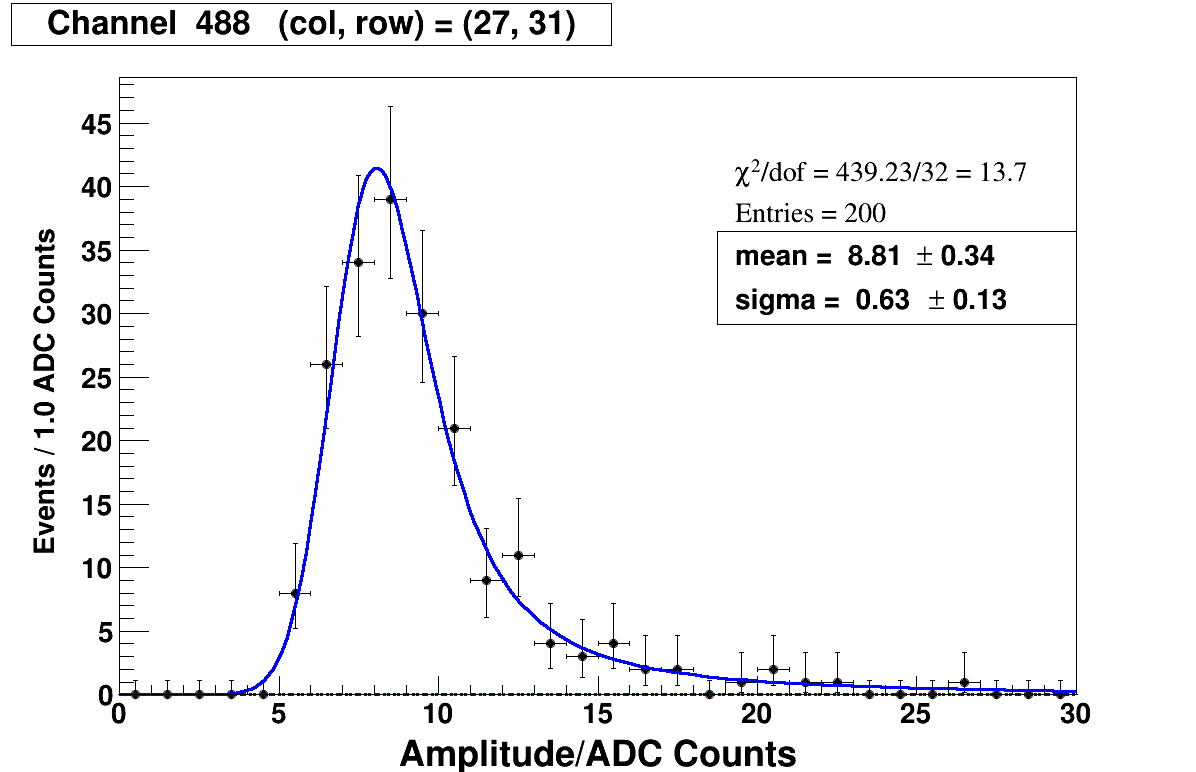 Channel 488 (col, row) = (27, 31)
χ²/dof = 439.23/32 = 13.7
Entries = 200
mean = 8.81 ± 0.34
sigma = 0.63 ± 0.13
Events / 1.0 ADC Counts
45
40
35
30
25
20
15
10
5
0
0 5 10 15 20 25 30
Amplitude/ADC Counts